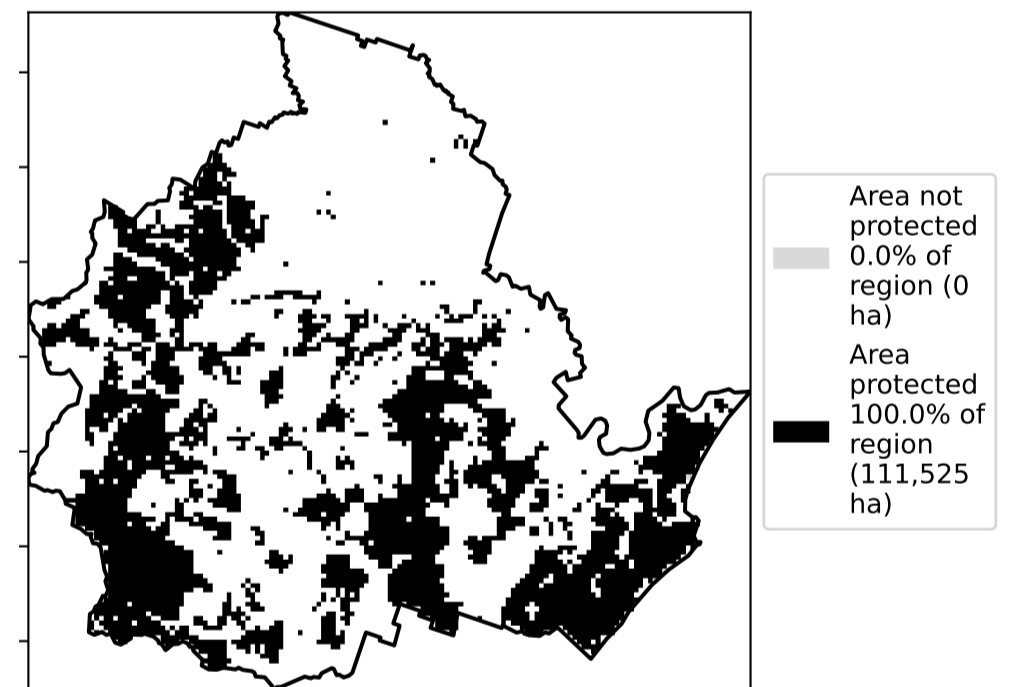 Area not
protected
0.0% of
region (0
ha)
Area
protected
100.0% of
region
(111,525
ha)